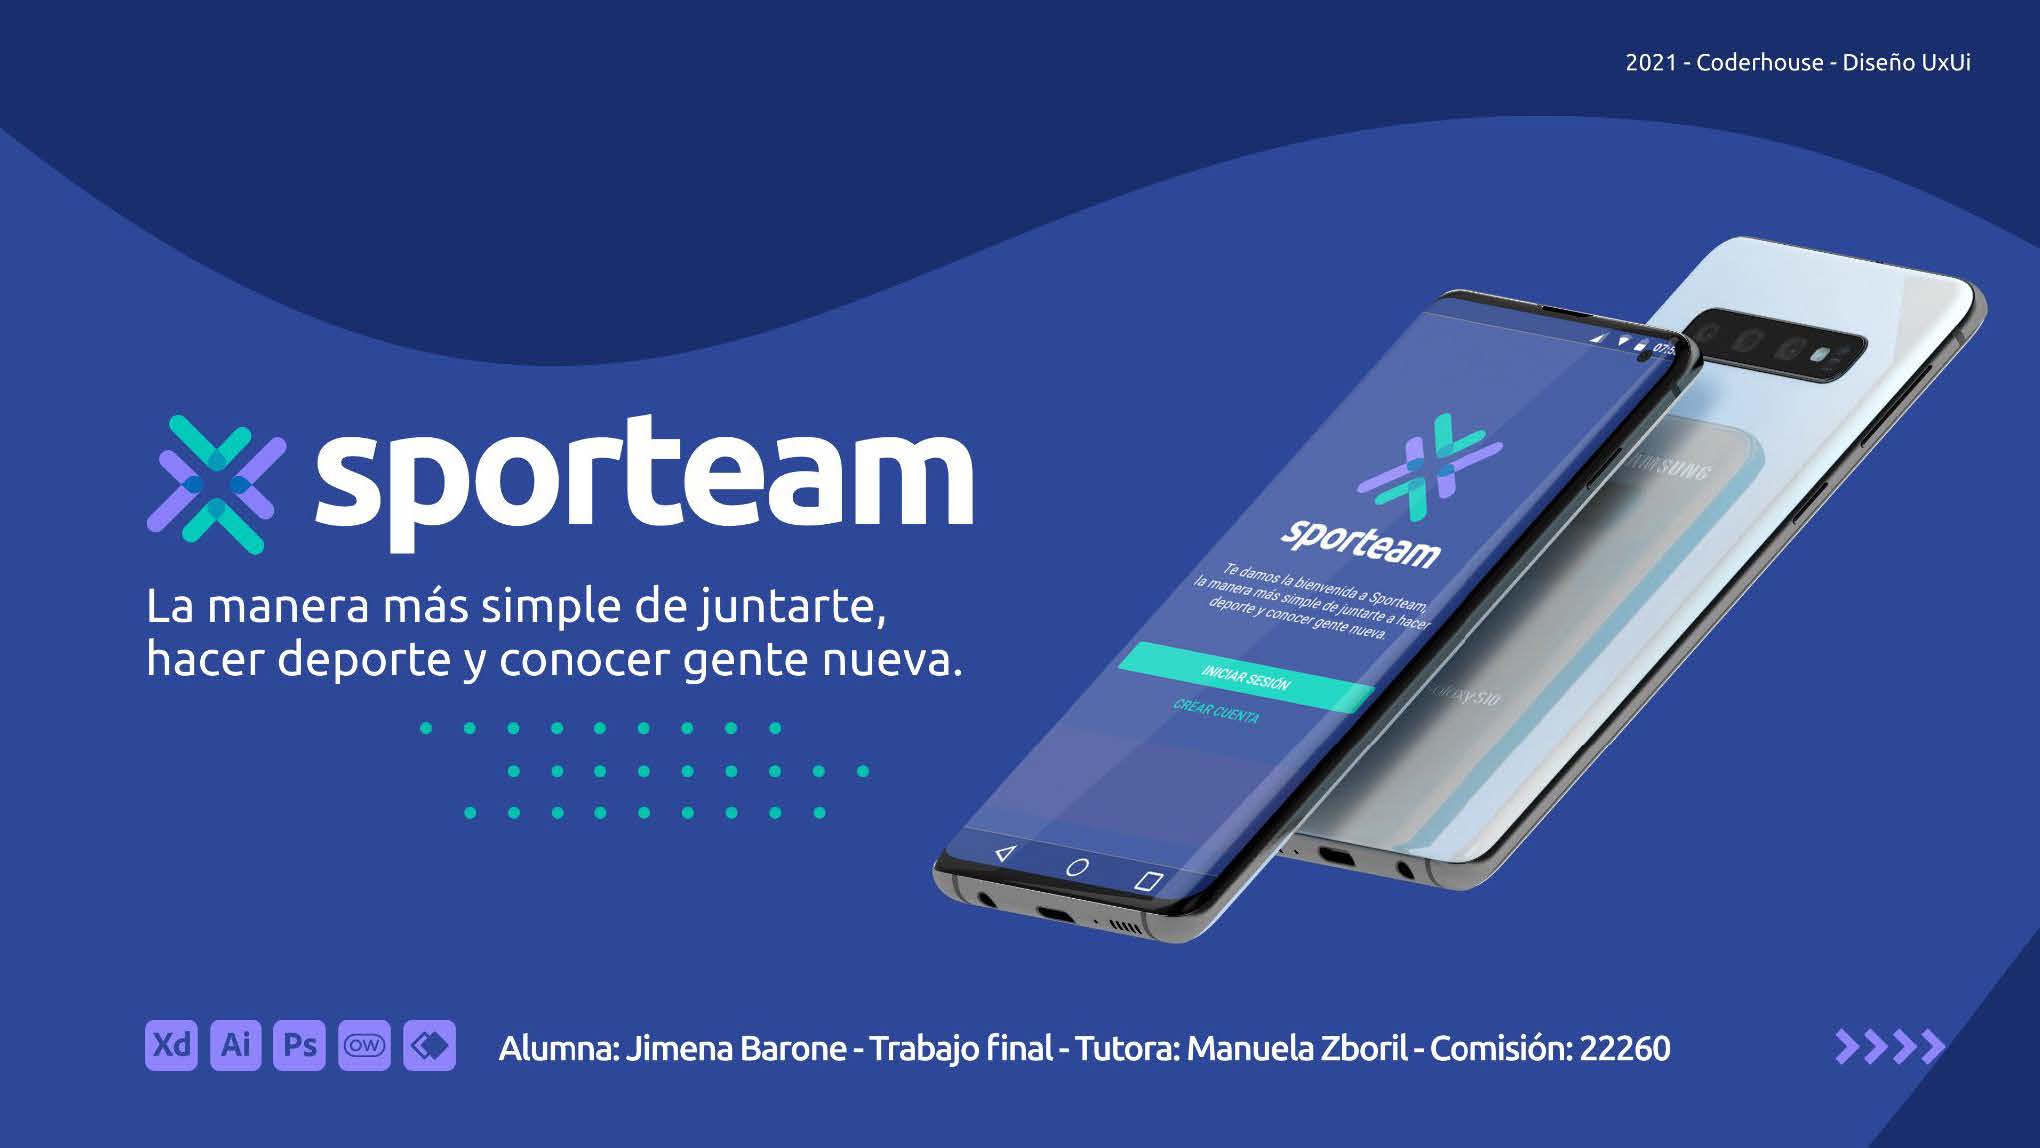 2021 - Coderhouse - Diseño UxUi
sporteam
La manera más simple de juntarte,
hacer deporte y conocer gente nueva.
07:5
sporteam
Te damos la bienvenida a Sporteam,
la manera más simple de juntarte a hacer
deporte y conocer gente nueva.
INICIAR SESIÓN
CREAR CUENTA
SAMSUNG
Galaxy S10
Xd Ai Ps OW
Alumna: Jimena Barone - Trabajo final - Tutora: Manuela Zboril - Comisión: 22260